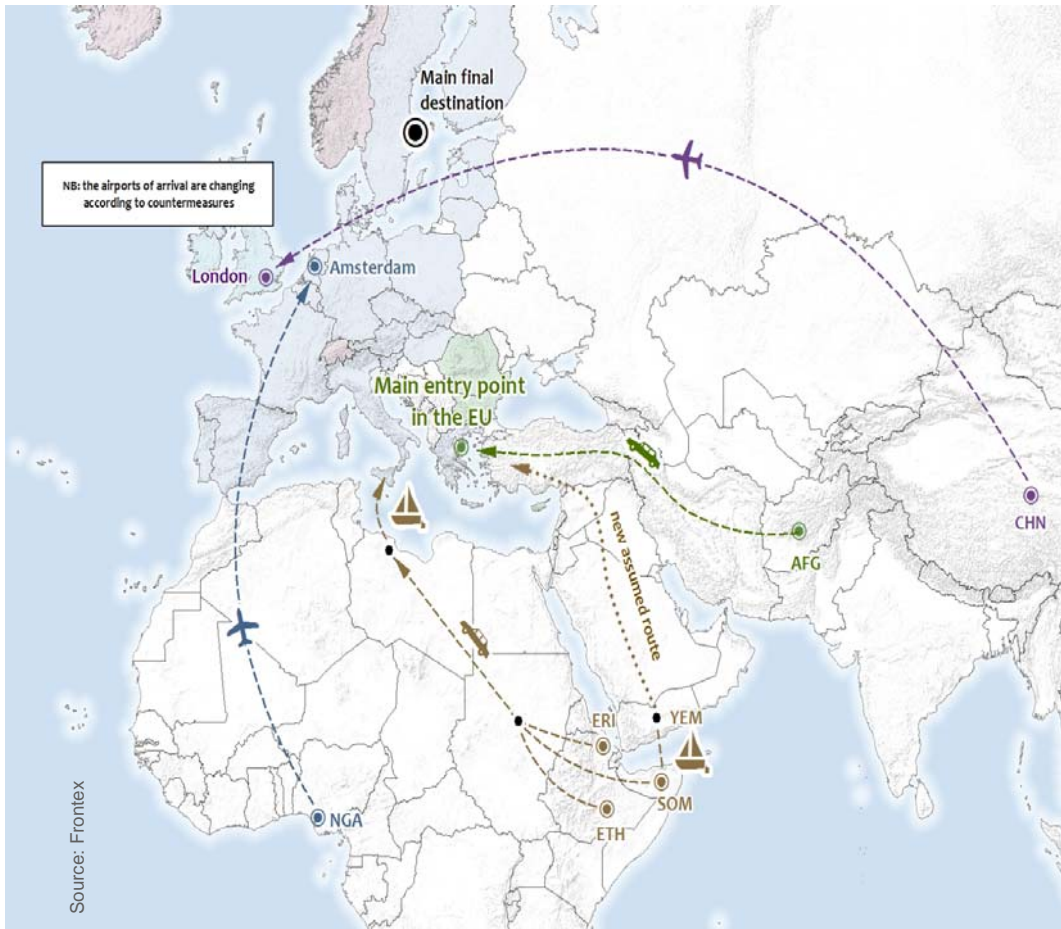 Main final
destination
NB: the airports of arrival are changing
according to countermeasures
London
Amsterdam
Main entry point
in the EU
CHN
AFG
new assumed route
ERI
YEM
SOM
ETH
NGA
Source: Frontex